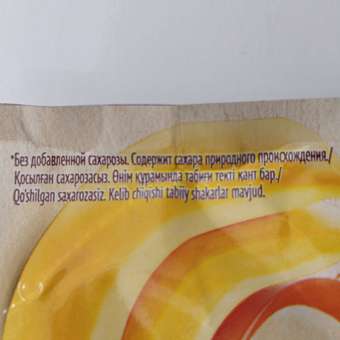 *Без добавленной сахарозы. Содержит сахара природного происхождения./
Қосылған сахарозасыз. Өнім құрамында табиғи текті қант бар./
Qo'shilgan saxarozasiz. Kelib chiqishi tabiiy shakarlar mavjud.